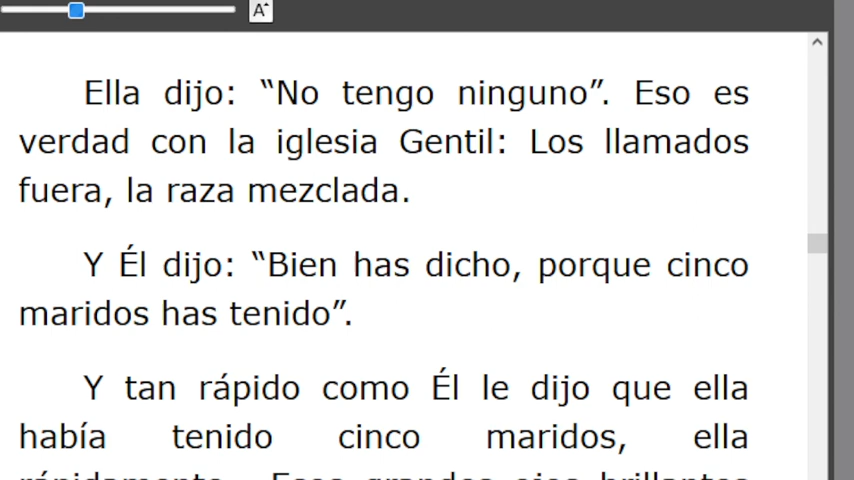 A
Ella dijo: “No tengo ninguno”. Eso es
verdad con la iglesia Gentil: Los llamados
fuera, la raza mezclada.
Y Él dijo: “Bien has dicho, porque cinco
maridos has tenido”.
Y tan rápido como Él le dijo que ella
había tenido cinco maridos, ella